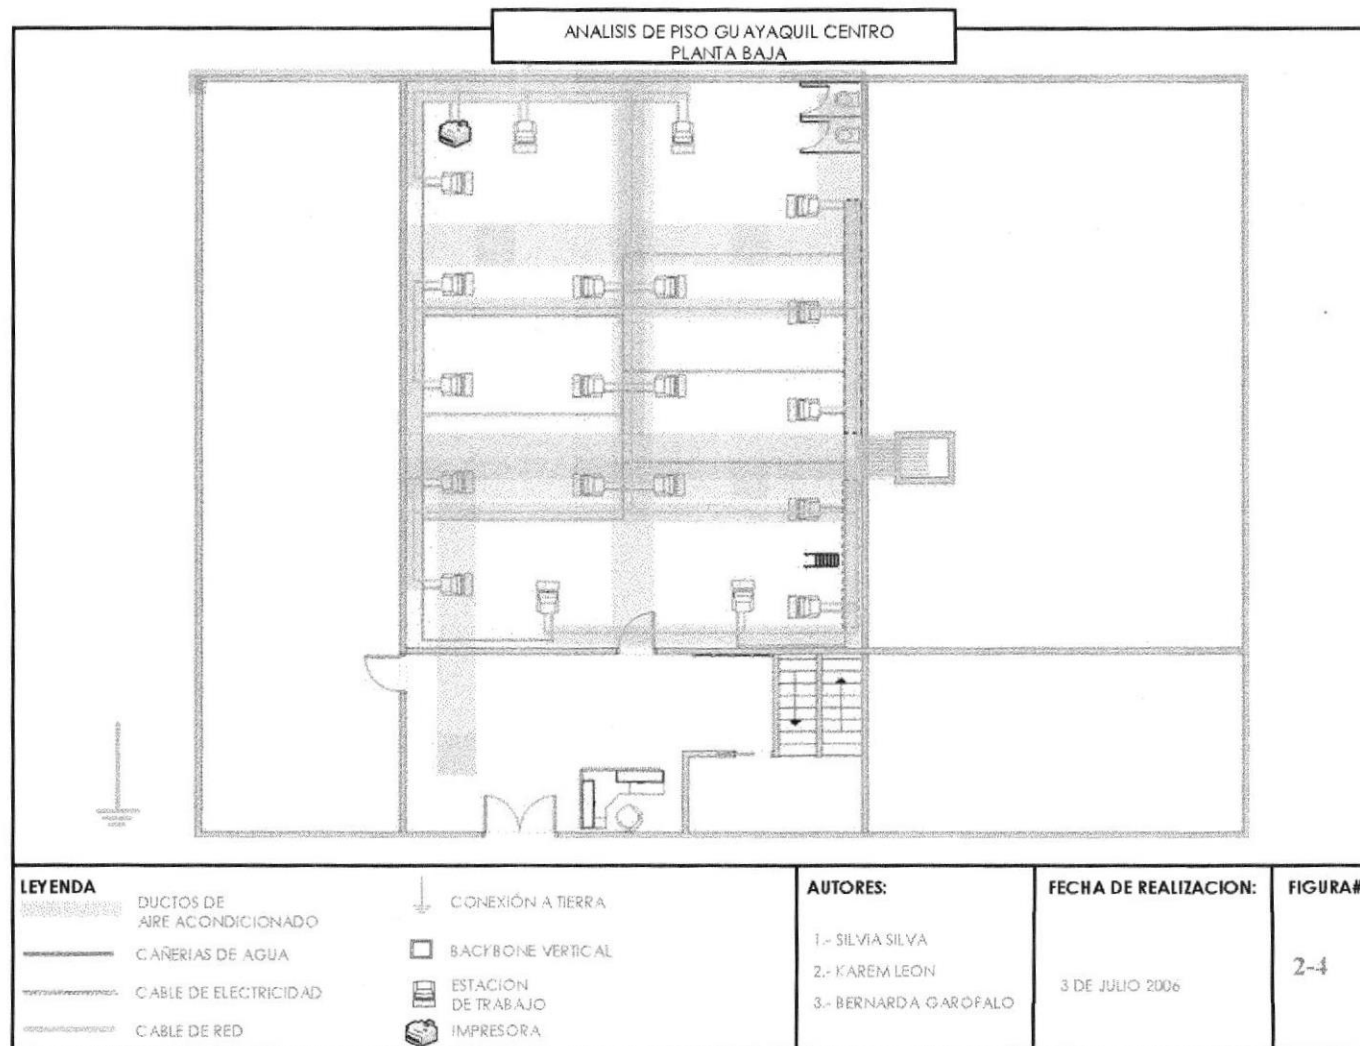 ANALISIS DE PISO GUAYAQUIL CENTRO
PLANTA BAJA
LEYENDA
DUCTOS DE
AIRE ACONDICIONADO
CAÑERIAS DE AGUA
CABLE DE ELECTRICIDAD
CABLE DE RED
CONEXIÓN A TIERRA
BACKBONE VERTICAL
ESTACION
DE TRABAJO
IMPRESORA
AUTORES:
1.- SILVIA SILVA
2.- KAREM LEON
3.- BERNARDA GAROFALO
FECHA DE REALIZACION:
3 DE JULIO 2006
FIGURA#
2-4